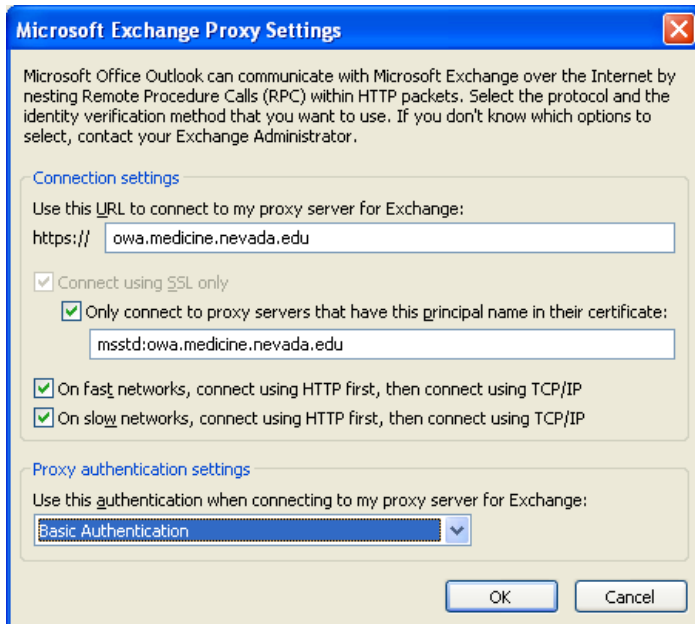 Microsoft Exchange Proxy Settings
Microsoft Office Outlook can communicate with Microsoft Exchange over the Internet by
nesting Remote Procedure Calls (RPC) within HTTP packets. Select the protocol and the
identity verification method that you want to use. If you don't know which options to
select, contact your Exchange Administrator.
Connection settings
Use this URL to connect to my proxy server for Exchange:
https:// owa.medicine.nevada.edu
Connect using SSL only
Only connect to proxy servers that have this principal name in their certificate:
msstd:owa.medicine.nevada.edu
On fast networks, connect using HTTP first, then connect using TCP/IP
On slow networks, connect using HTTP first, then connect using TCP/IP
Proxy authentication settings
Use this authentication when connecting to my proxy server for Exchange:
Basic Authentication
OK Cancel